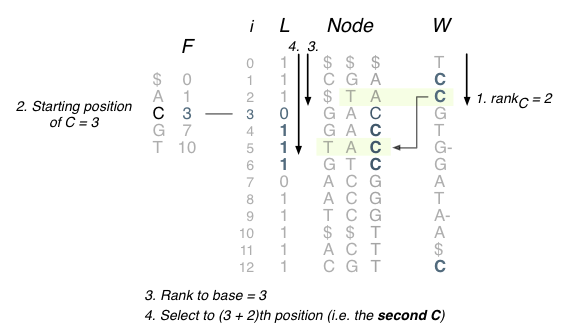 i L Node W
F
4. 3.
0 1 $ $ $ T
$ 0 1 1 C G A C
A 1 2 1 $ T A C
C 3 3 0 G A C G
G 7 4 1 G A C T
T 10 5 1 T A C G-
6 1 G T C G
7 0 A C G A
8 1 A C G T
9 1 T C G A-
10 1 $ $ T A
11 1 A C T $
12 1 C G T C
2. Starting position
of C = 3
1. rankC = 2
3. Rank to base = 3
4. Select to (3 + 2)th position (i.e. the second C)